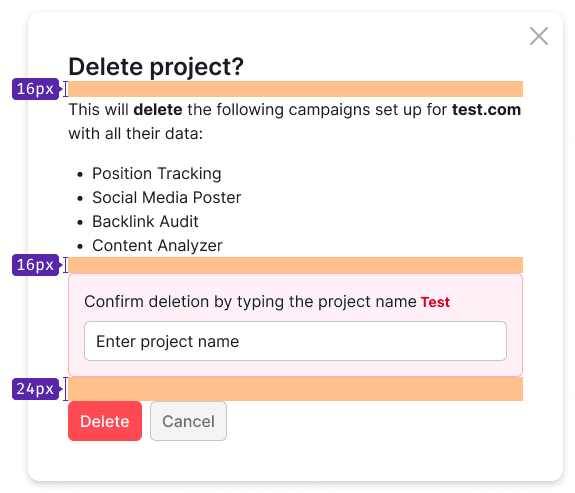 Delete project?
16px
This will delete the following campaigns set up for test.com
with all their data:
• Position Tracking
• Social Media Poster
• Backlink Audit
• Content Analyzer
16px
Confirm deletion by typing the project name Test
Enter project name
24px
Delete Cancel